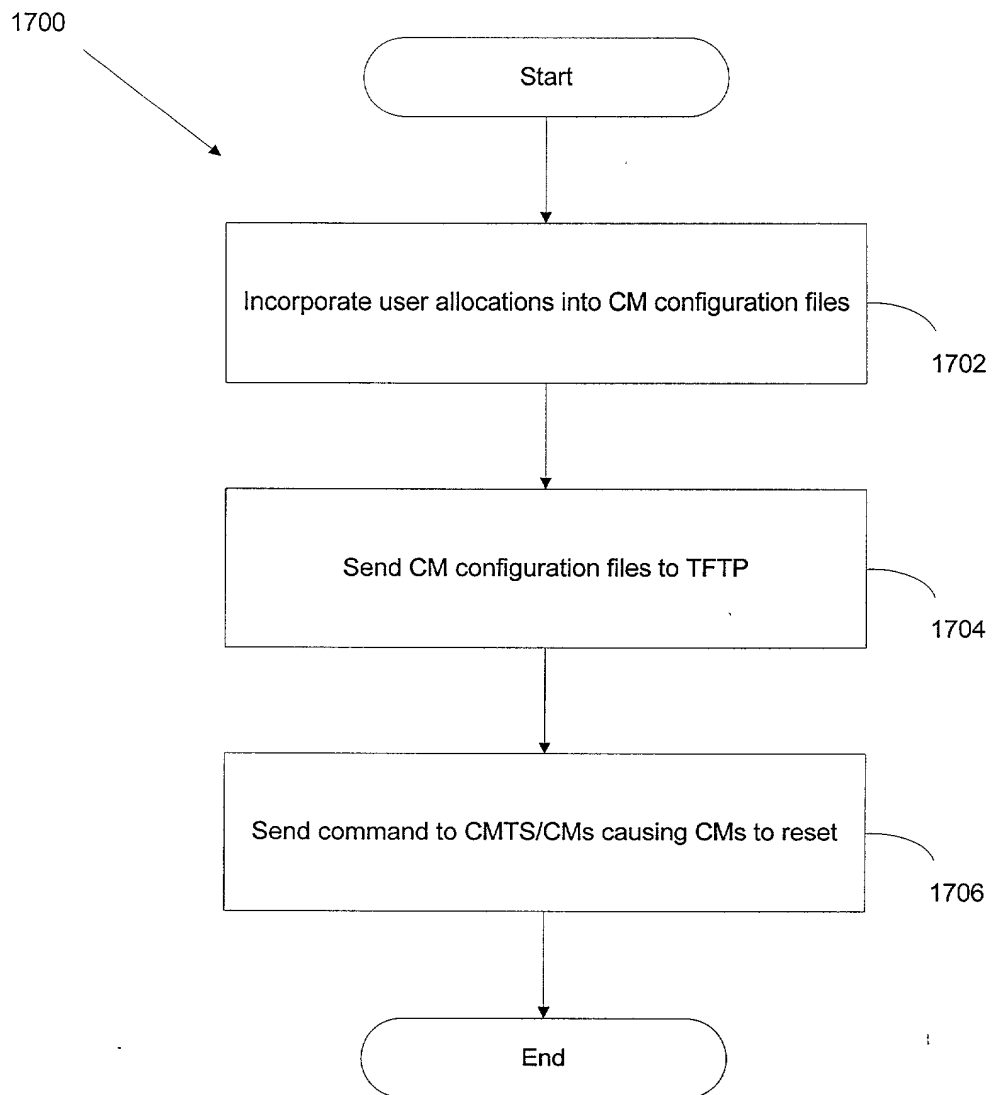 1700
Start
Incorporate user allocations into CM configuration files
1702
Send CM configuration files to TFTP
1704
Send command to CMTS/CMs causing CMs to reset
1706
End